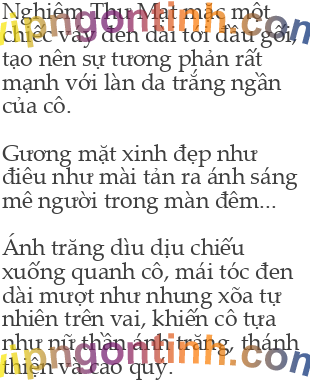 Nghiêm Thư Mạt mặc một
chiếc váy đen dài tới đầu gối,
tạo nên sự tương phản rất
mạnh với làn da trắng ngần
của cô.
Gương mặt xinh đẹp như
điêu như mài tản ra ánh sáng
mê người trong màn đêm...
Ánh trăng dìu dịu chiếu
xuống quanh cô, mái tóc đen
dài mượt như nhung xõa tự
nhiên trên vai, khiến cô tựa
như nữ thần ánh trăng, thánh
thiện và cao quý.
vipngontinh.com
vipngontinh.com